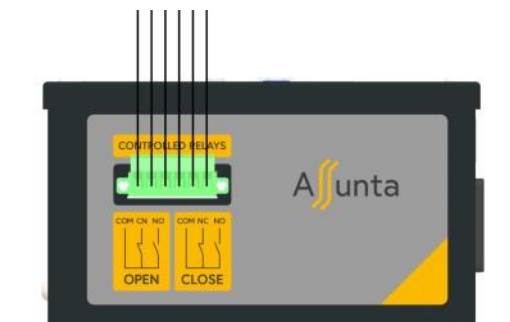 CONTROLLED RELAYS
Assunta
COM CN NO COM NC NO
OPEN CLOSE